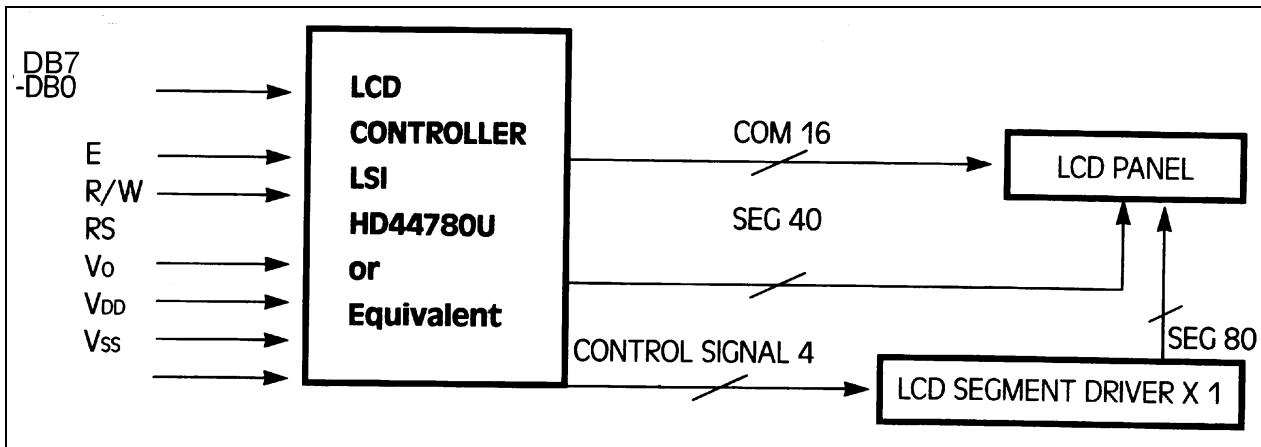 DB7
-DB0
E
R/W
RS
Vo
VDD
Vss
LCD
CONTROLLER
LSI
HD44780U
or
Equivalent
COM 16
SEG 40
CONTROL SIGNAL 4
LCD PANEL
SEG 80
LCD SEGMENT DRIVER X 1